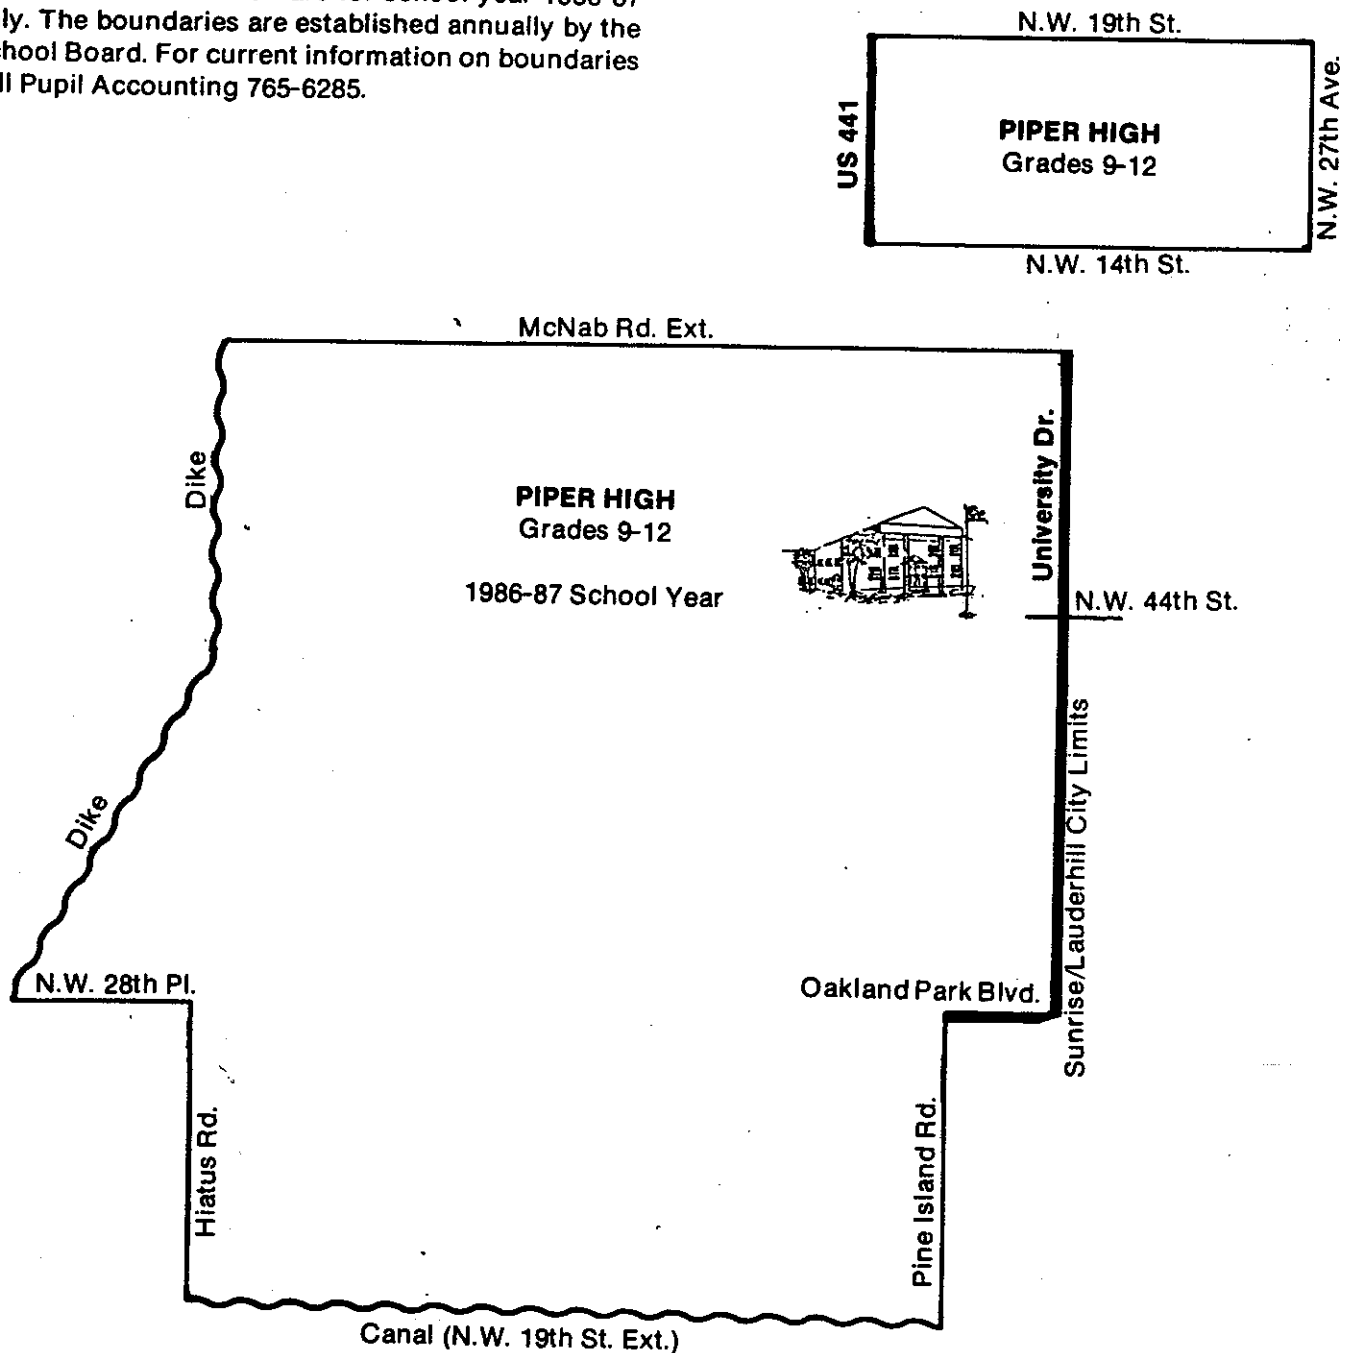 ly. The boundaries are established annually by the
hool Board. For current information on boundaries
ll Pupil Accounting 765-6285.
N.W. 19th St.
US 441
PIPER HIGH
Grades 9-12
N.W. 27th Ave.
N.W. 14th St.
McNab Rd. Ext.
Dike
PIPER HIGH
Grades 9-12
1986-87 School Year
University Dr.
N.W. 44th St.
Dike
Sunrise/Lauderhill City Limits
N.W. 28th Pl.
Oakland Park Blvd.
Hiatus Rd.
Pine Island Rd.
Canal (N.W. 19th St. Ext.)